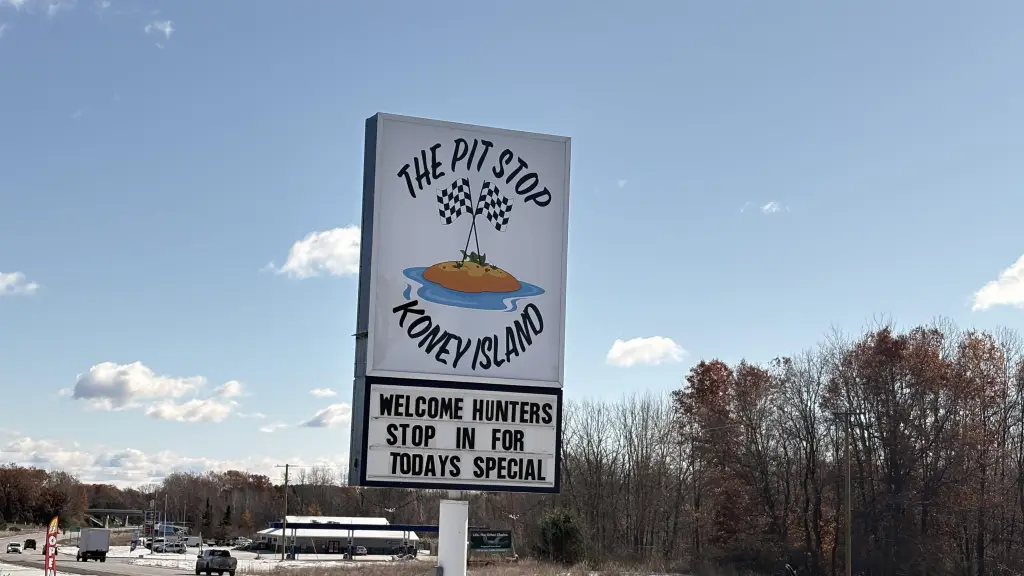 THE PIT STOP
KONEY ISLAND
WELCOME HUNTERS
STOP IN FOR
TODAYS SPECIAL